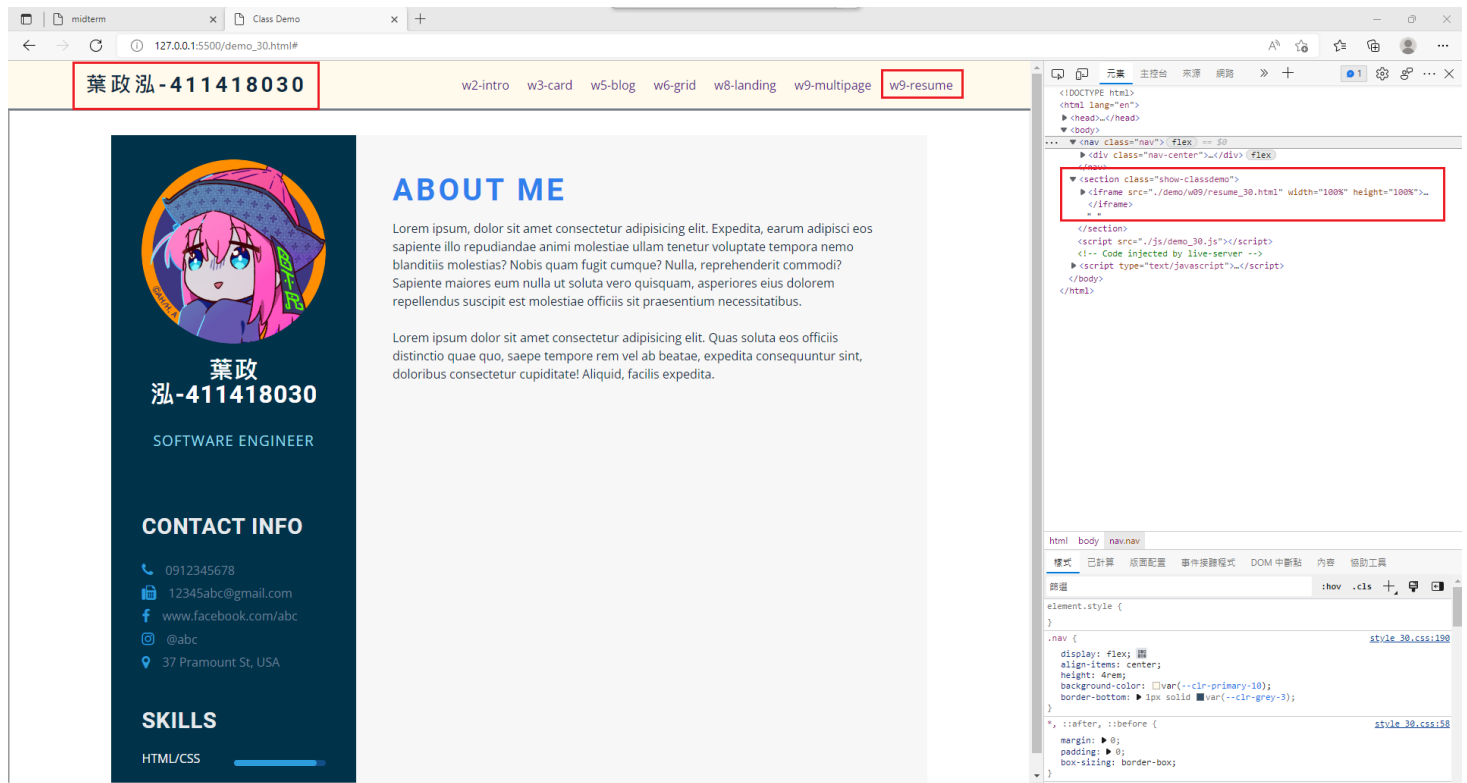 midterm
Class Demo
127.0.0.1:5500/demo_30.html#
葉政泓-411418030
w2-intro w3-card w5-blog w6-grid w8-landing w9-multipage w9-resume
BTR
葉政
泓-411418030
SOFTWARE ENGINEER
CONTACT INFO
0912345678
12345abc@gmail.com
www.facebook.com/abc
@abc
37 Pramount St, USA
SKILLS
HTML/CSS
ABOUT ME
Lorem ipsum, dolor sit amet consectetur adipisicing elit. Expedita, earum adipisci eos
sapiente illo repudiandae animi molestiae ullam tenetur voluptate tempora nemo
blanditiis molestias? Nobis quam fugit cumque? Nulla, reprehenderit commodi?
Sapiente maiores eum nulla ut soluta vero quisquam, asperiores eius dolorem
repellendus suscipit est molestiae officiis sit praesentium necessitatibus.
Lorem ipsum dolor sit amet consectetur adipisicing elit. Quas soluta eos officiis
distinctio quae quo, saepe tempore rem vel ab beatae, expedita consequuntur sint,
doloribus consectetur cupiditate! Aliquid, facilis expedita.
元素 主控台 來源 網路 » 1
<!DOCTYPE html>
<html lang="en">
<head>…</head>
<body>
<nav class="nav"> flex == $0
<div class="nav-center">…</div> flex
</nav>
<section class="show-classdemo">
<iframe src="./demo/w09/resume_30.html" width="100%" height="100%">…
</iframe>
" "
</section>
<script src="./js/demo_30.js"></script>
<!-- Code injected by live-server -->
<script type="text/javascript">…</script>
</body>
</html>
html body nav.nav
樣式 已計算 版面配置 事件接聽程式 DOM 中斷點 內容 協助工具
篩選 :hov .cls
element.style {
}
.nav { style_30.css:190
display: flex;
align-items: center;
height: 4rem;
background-color: var(--clr-primary-10);
border-bottom: 1px solid var(--clr-grey-3);
}
*, ::after, ::before { style_30.css:58
margin: 0;
padding: 0;
box-sizing: border-box;
}